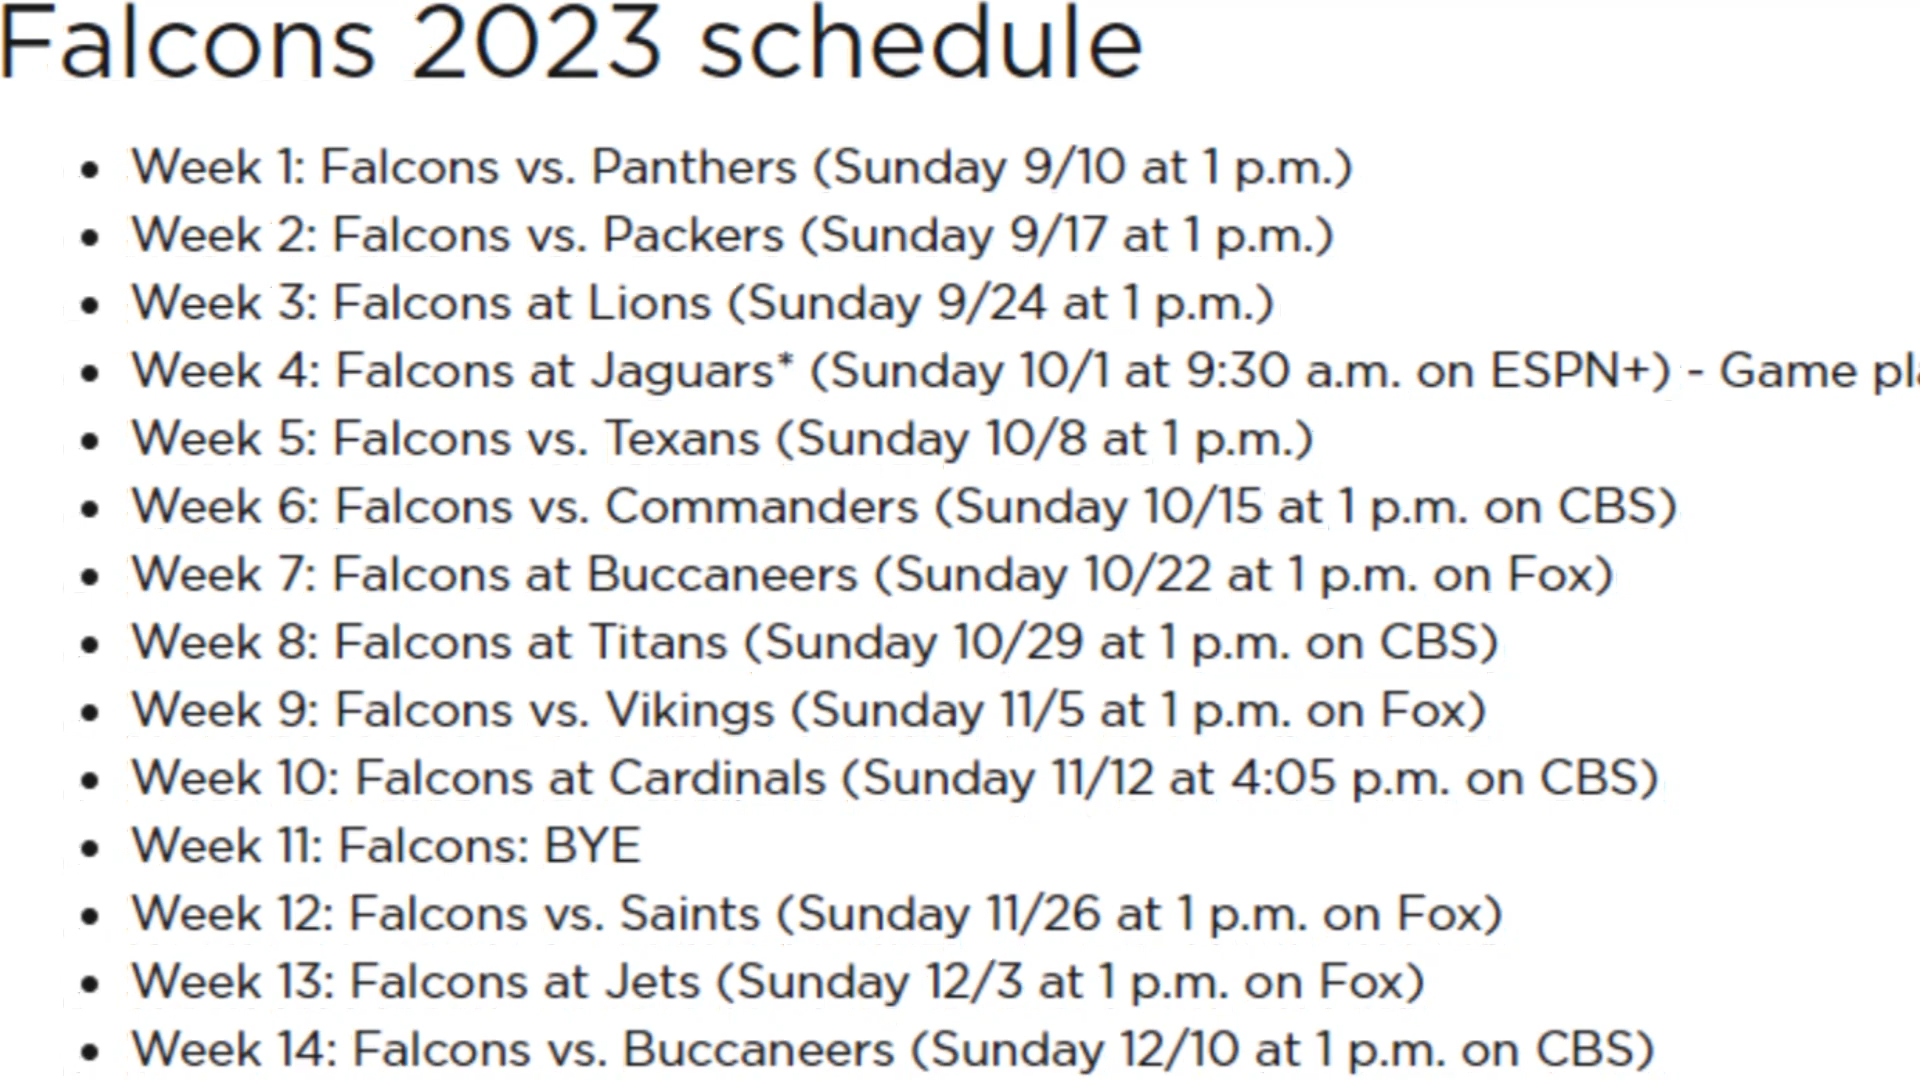 Falcons 2023 schedule
• Week 1: Falcons vs. Panthers (Sunday 9/10 at 1 p.m.)
• Week 2: Falcons vs. Packers (Sunday 9/17 at 1 p.m.)
• Week 3: Falcons at Lions (Sunday 9/24 at 1 p.m.)
• Week 4: Falcons at Jaguars* (Sunday 10/1 at 9:30 a.m. on ESPN+) - Game
• Week 5: Falcons vs. Texans (Sunday 10/8 at 1 p.m.)
• Week 6: Falcons vs. Commanders (Sunday 10/15 at 1 p.m. on CBS)
• Week 7: Falcons at Buccaneers (Sunday 10/22 at 1 p.m. on Fox)
• Week 8: Falcons at Titans (Sunday 10/29 at 1 p.m. on CBS)
• Week 9: Falcons vs. Vikings (Sunday 11/5 at 1 p.m. on Fox)
• Week 10: Falcons at Cardinals (Sunday 11/12 at 4:05 p.m. on CBS)
• Week 11: Falcons: BYE
• Week 12: Falcons vs. Saints (Sunday 11/26 at 1 p.m. on Fox)
• Week 13: Falcons at Jets (Sunday 12/3 at 1 p.m. on Fox)
• Week 14: Falcons vs. Buccaneers (Sunday 12/10 at 1 p.m. on CBS)